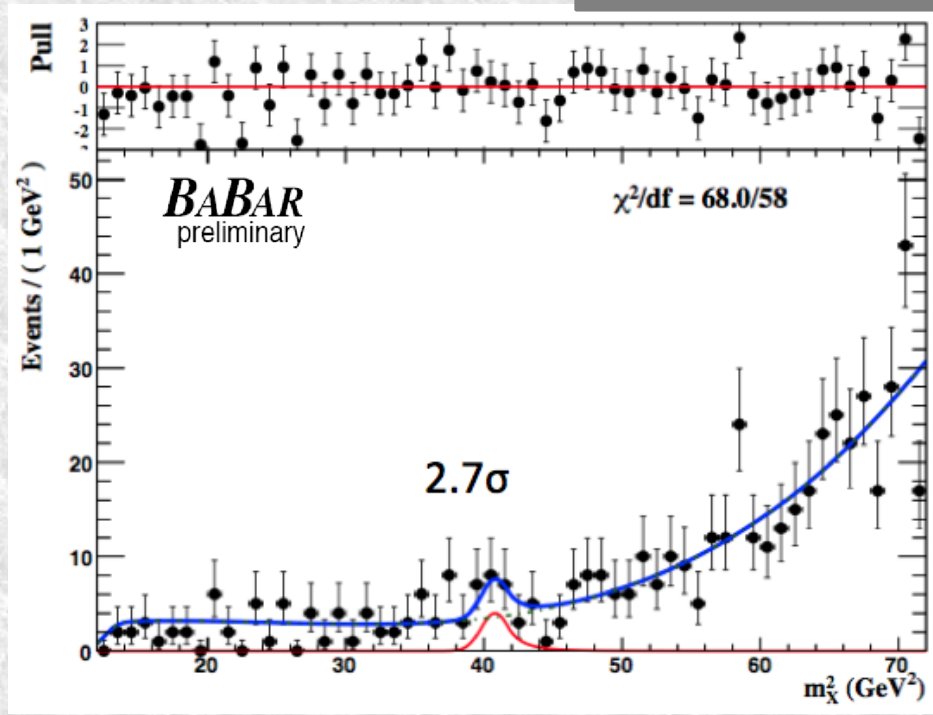 Pull
3
2
1
0
-1
-2
BABAR
preliminary
χ²/df = 68.0/58
Events / ( 1 GeV² )
50
40
30
20
10
0
2.7σ
20 30 40 50 60 70
m²X (GeV²)